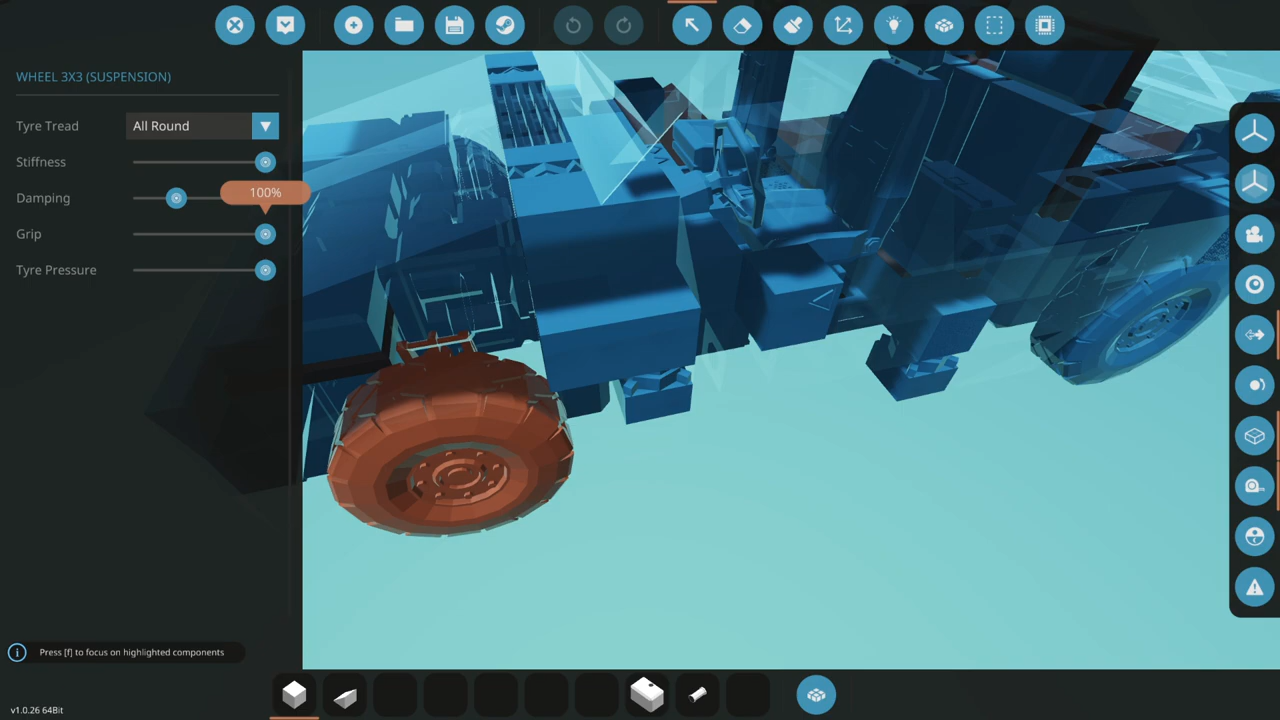 WHEEL 3X3 (SUSPENSION)
Tyre Tread
All Round
Stiffness
Damping
100%
Grip
Tyre Pressure
Press [f] to focus on highlighted components
v1.0.26 64Bit